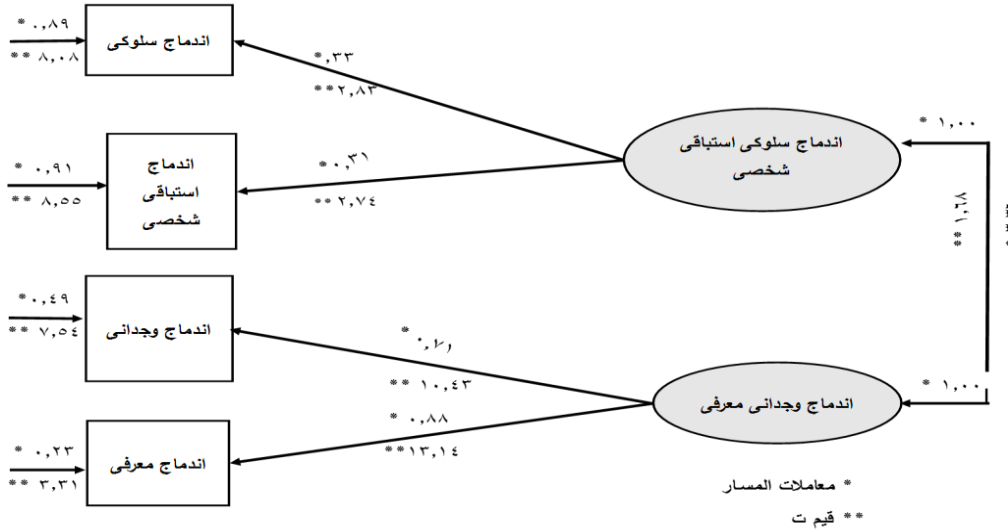 * ٠,٨٩
** ٨,٠٨
اندماج سلوكى
*,٣٣
** ٢,٨٣
اندماج سلوكى استباقى
شخصى
* ١,٠٠
* ٠,٩١
** ٨,٥٥
اندماج
استباقى
شخصى
* ٠,٣١
** ٢,٧٤
** ١,٦٨
* ٠,٤٩
** ٧,٥٤
اندماج وجدانى
* ٠,٧١
** ١٠,٤٣
اندماج وجدانى معرفى
* ١,٠٠
* ٠,٨٨
** ١٣,١٤
* ٠,٢٣
** ٣,٣١
اندماج معرفى
* معاملات المسار
** قيم ت